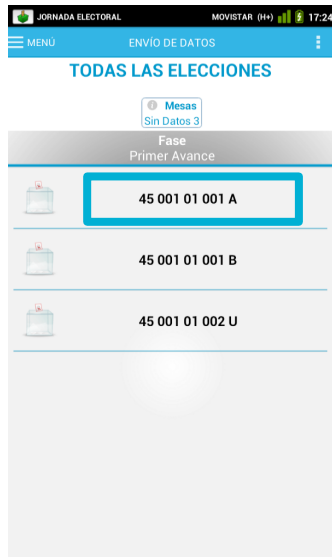 JORNADA ELECTORAL MOVISTAR (H+) 17:24
MENÚ ENVÍO DE DATOS
TODAS LAS ELECCIONES
Mesas
Sin Datos 3
Fase
Primer Avance
45 001 01 001 A
45 001 01 001 B
45 001 01 002 U